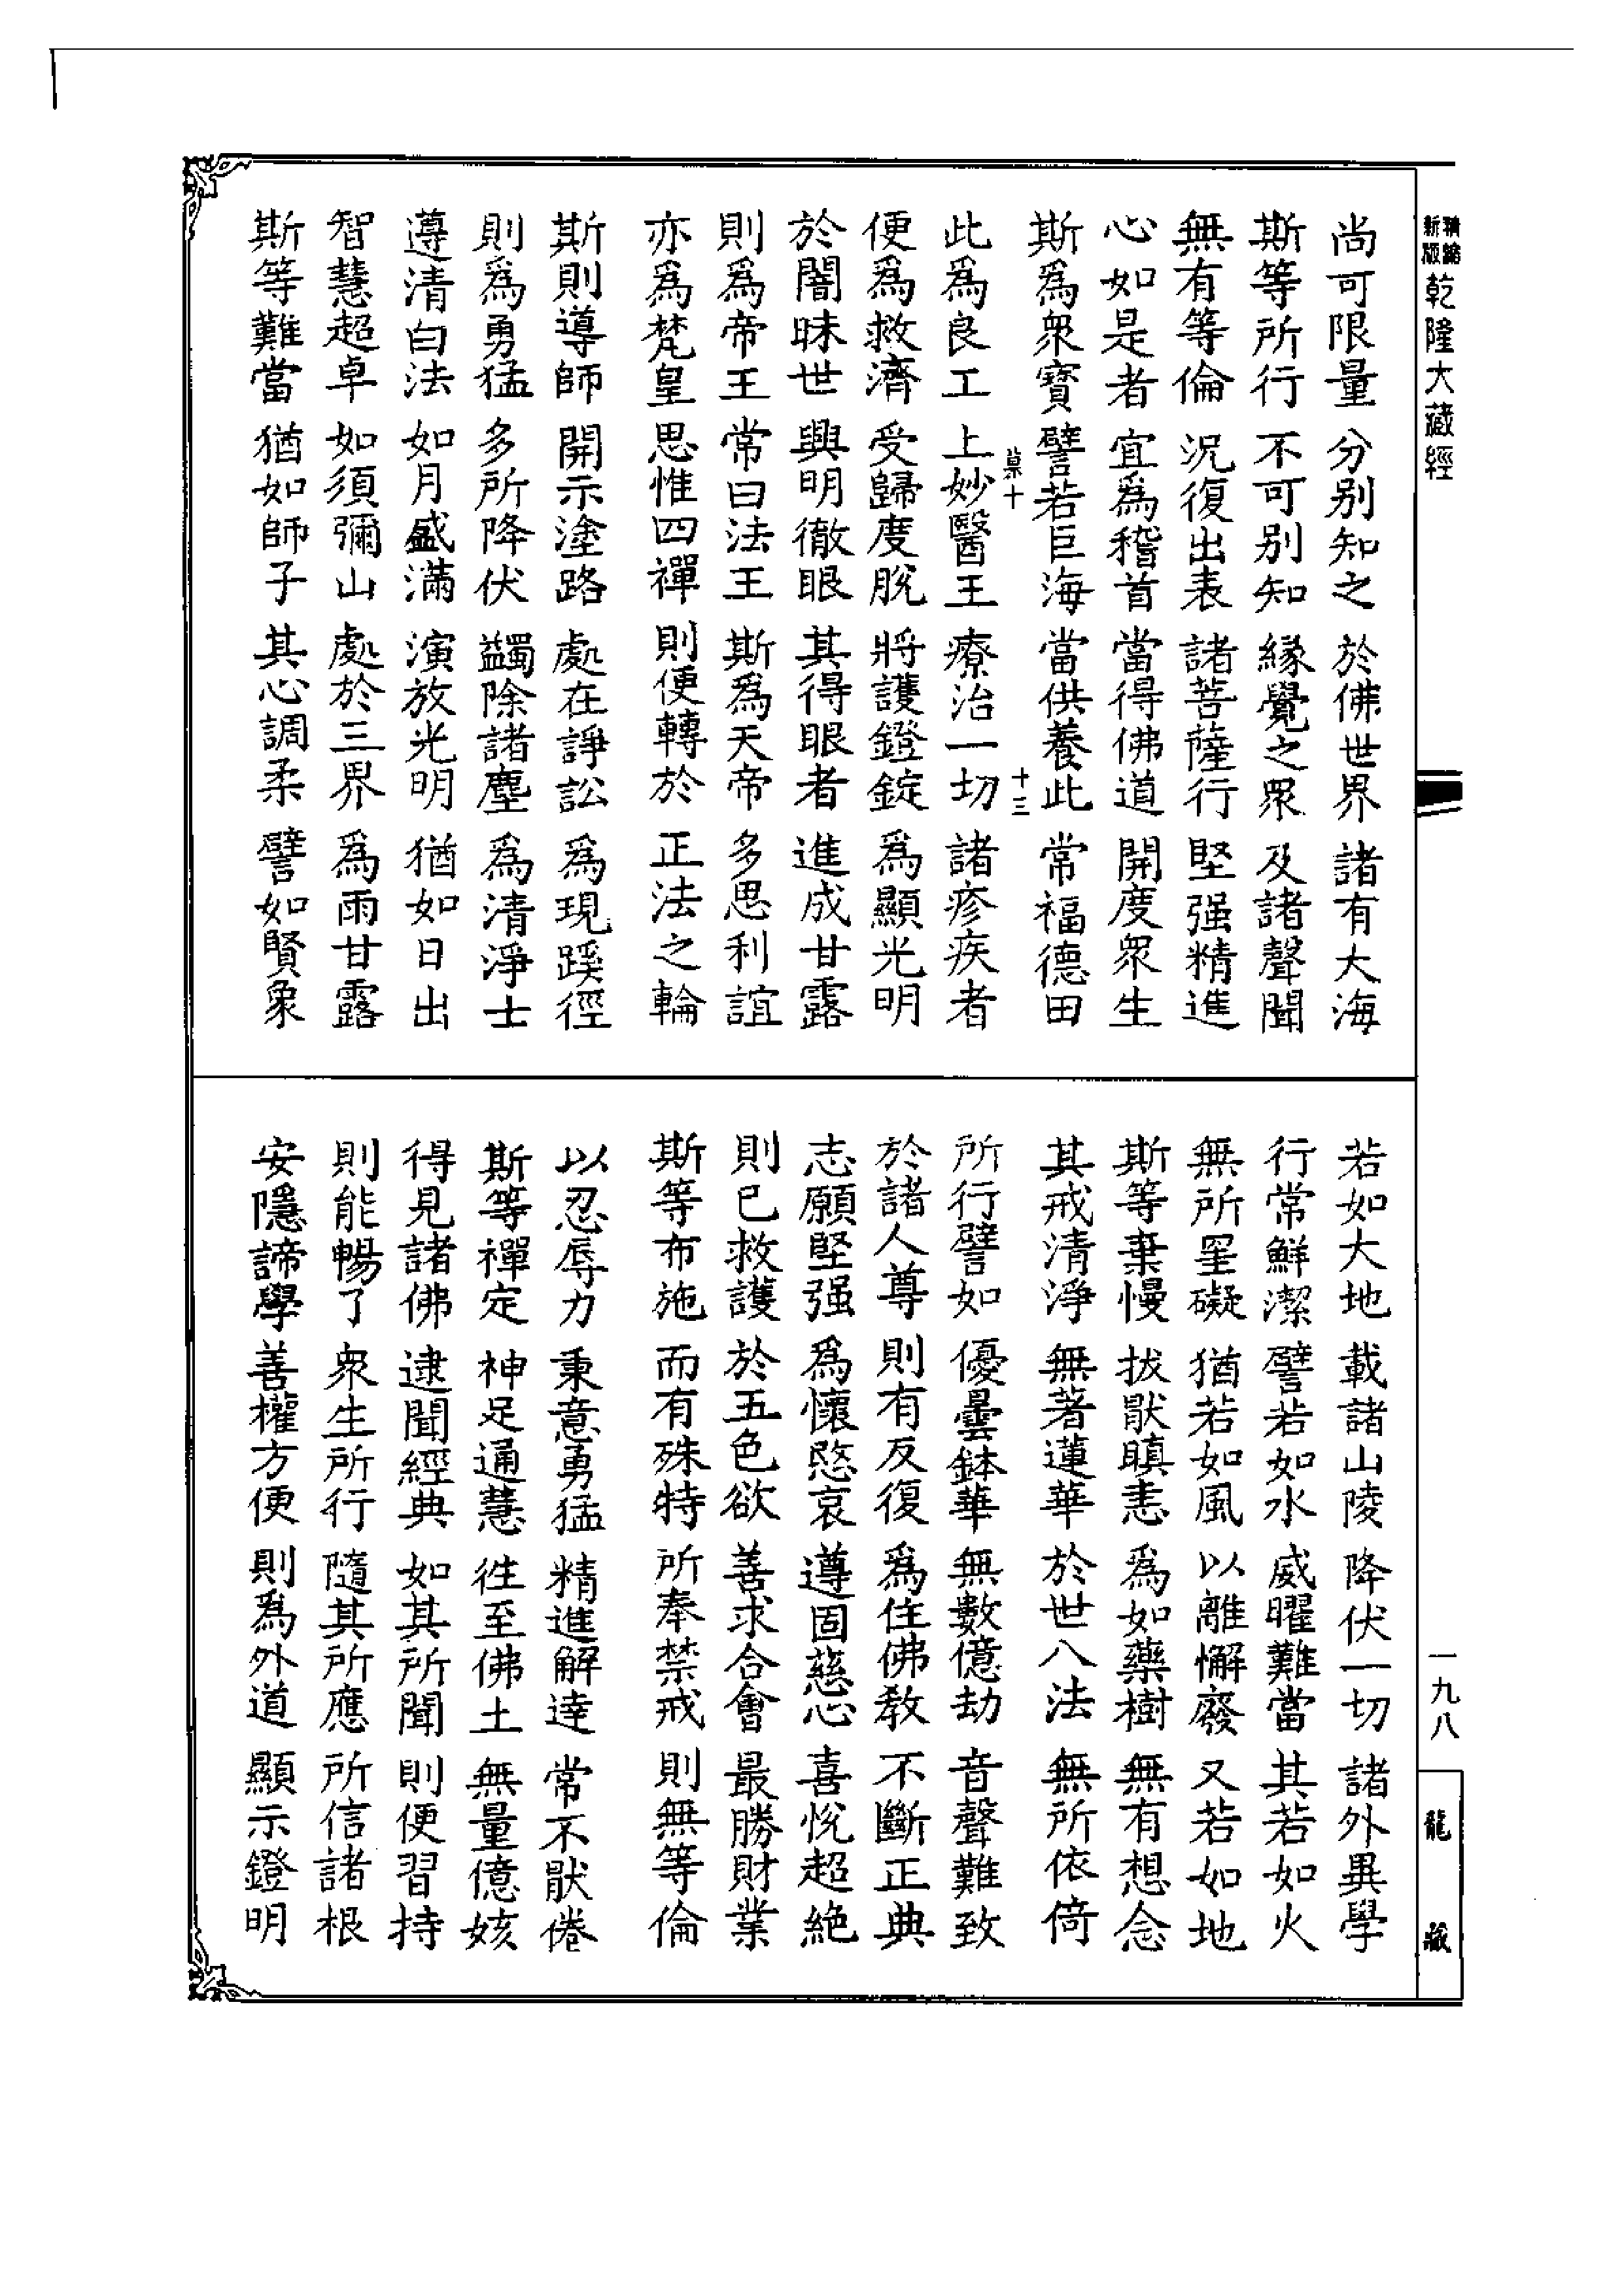 精縮新版 乾隆大藏經
尚可限量 分别知之 於佛世界 諸有大海
斯等所行 不可别知 緣覺之眾 及諸聲聞
無有等倫 況復出表 諸菩薩行 堅强精進
心如是者 宜爲稽首 當得佛道 開度眾生
斯爲眾寶 譬若巨海 當供養此 常福德田
十 十三
此爲良工 上妙醫王 療治一切 諸疹疾者
便爲救濟 受歸度脫 將護鐙錠 爲顯光明
於闇昧世 興明徹眼 其得眼者 進成甘露
則爲帝王 常曰法王 斯爲天帝 多思利誼
亦爲梵皇 思惟四禪 則便轉於 正法之輪
斯則導師 開示塗路 處在諍訟 爲現蹊徑
則爲勇猛 多所降伏 蠲除諸塵 爲清淨士
遵清白法 如月盛滿 演放光明 猶如日出
智慧超卓 如須彌山 處於三界 爲雨甘露
斯等難當 猶如師子 其心調柔 譬如賢象
若如大地 載諸山陵 降伏一切 諸外異學
行常鮮潔 譬若如水 威曜難當 其若如火
無所罣礙 猶若如風 以離懈廢 又若如地
斯等棄慢 拔猒瞋恚 爲如藥樹 無有想念
其戒清淨 無著蓮華 於世八法 無所依倚
所行譬如 優曇鉢華 無數億劫 音聲難致
於諸人尊 則有反復 爲住佛教 不斷正典
志願堅强 爲懷愍哀 遵固慈心 喜悅超絶
則已救護 於五色欲 善求合會 最勝財業
斯等布施 而有殊特 所奉禁戒 則無等倫
以忍辱力 秉意勇猛 精進解達 常不猒倦
斯等禪定 神足通慧 往至佛土 無量億姟
得見諸佛 逮聞經典 如其所聞 則便習持
則能暢了 眾生所行 隨其所應 所信諸根
安隱諦學 善權方便 則爲外道 顯示鐙明
一九八
龍藏